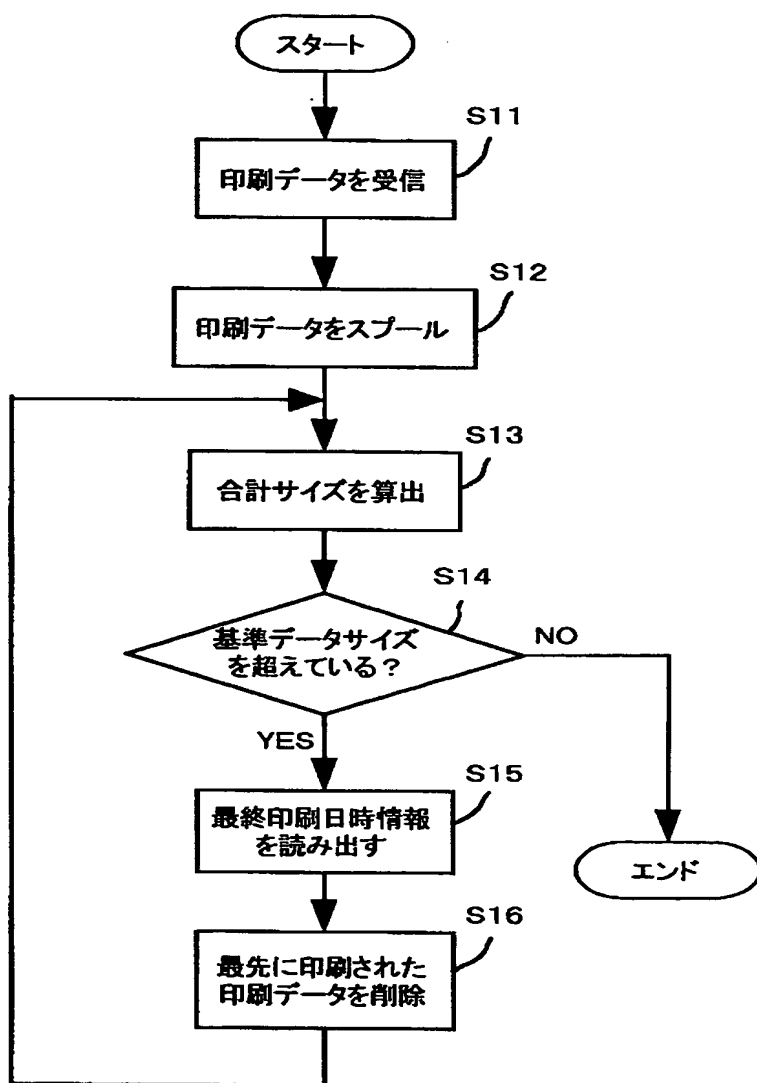 スタート
S11
印刷データを受信
S12
印刷データをスプール
S13
合計サイズを算出
S14
基準データサイズ
を超えている？
NO
YES
S15
最終印刷日時情報
を読み出す
エンド
S16
最先に印刷された
印刷データを削除